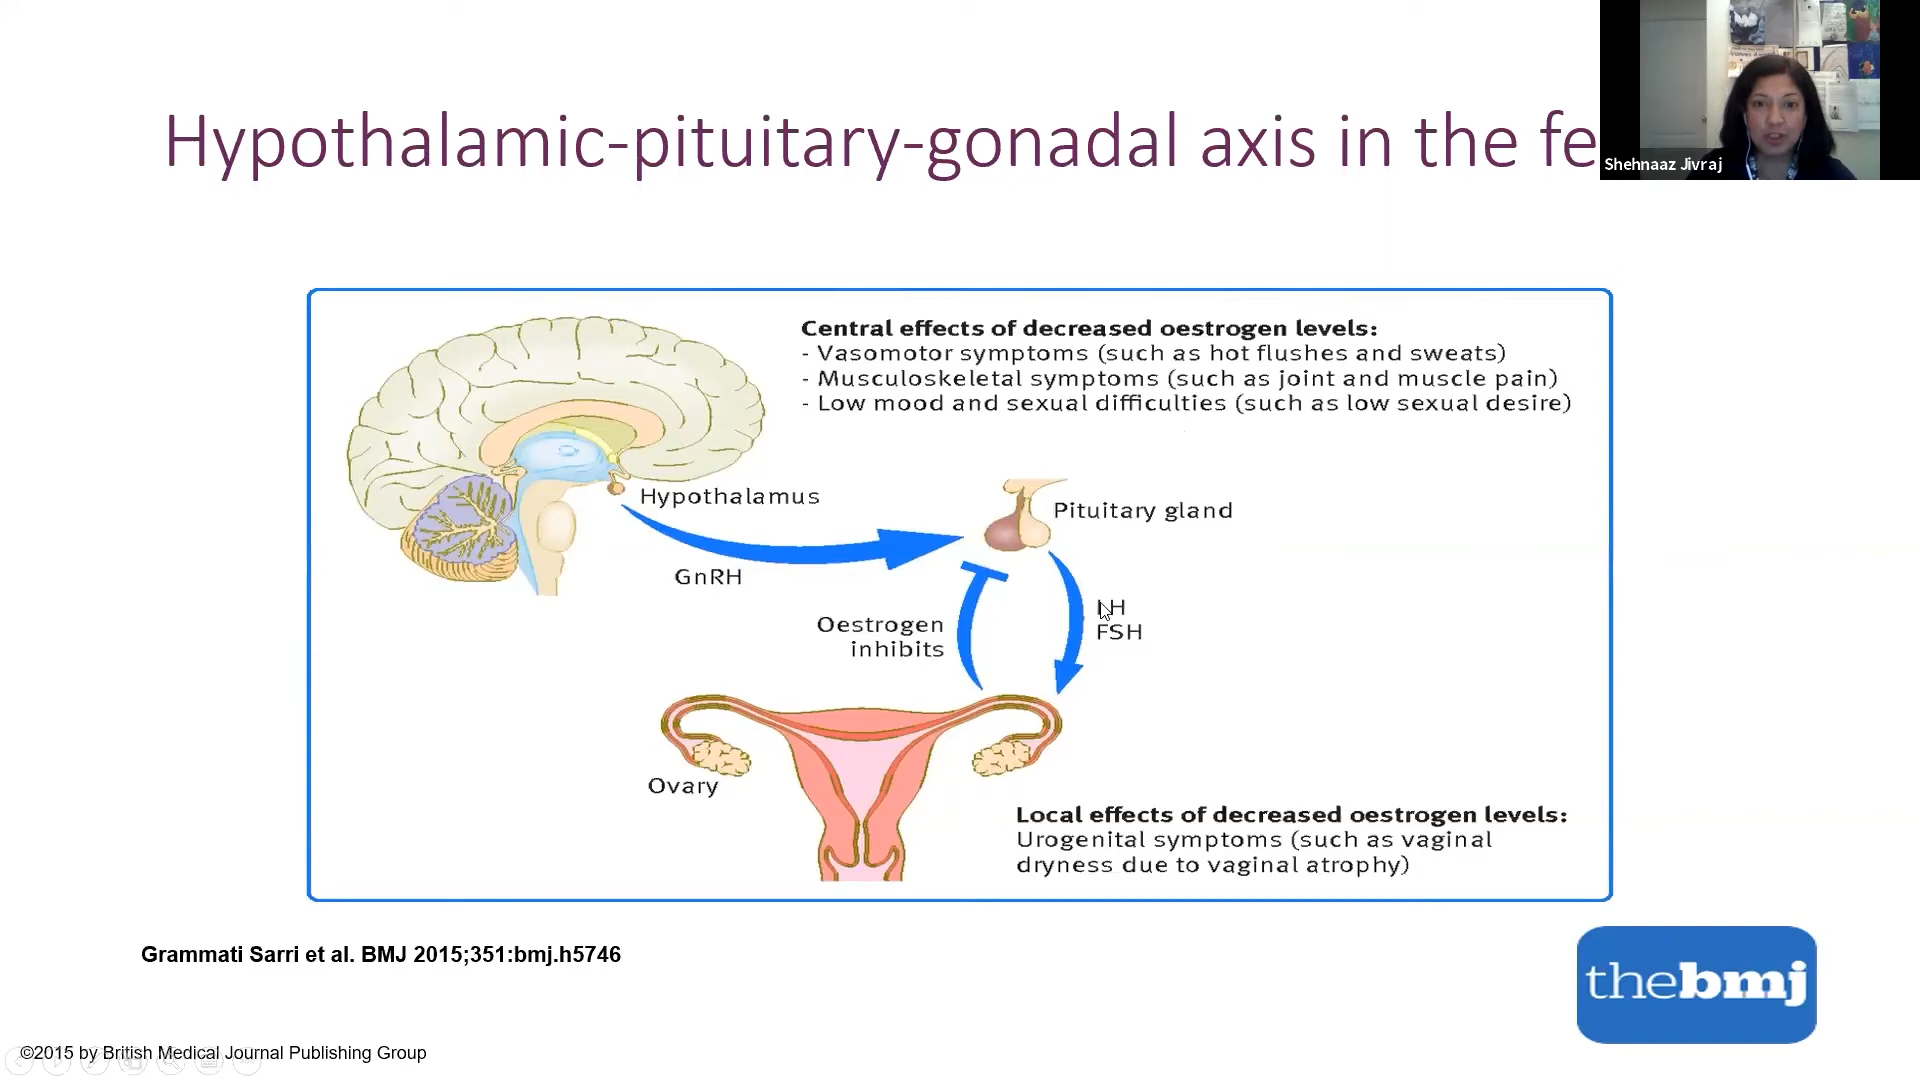 Hypothalamic-pituitary-gonadal axis in the fe
Shehnaaz Jivraj
Central effects of decreased oestrogen levels:
- Vasomotor symptoms (such as hot flushes and sweats)
- Musculoskeletal symptoms (such as joint and muscle pain)
- Low mood and sexual difficulties (such as low sexual desire)
Hypothalamus
Pituitary gland
GnRH
LH
FSH
Oestrogen
inhibits
Ovary
Local effects of decreased oestrogen levels:
Urogenital symptoms (such as vaginal
dryness due to vaginal atrophy)
Grammati Sarri et al. BMJ 2015;351:bmj.h5746
thebmj
©2015 by British Medical Journal Publishing Group